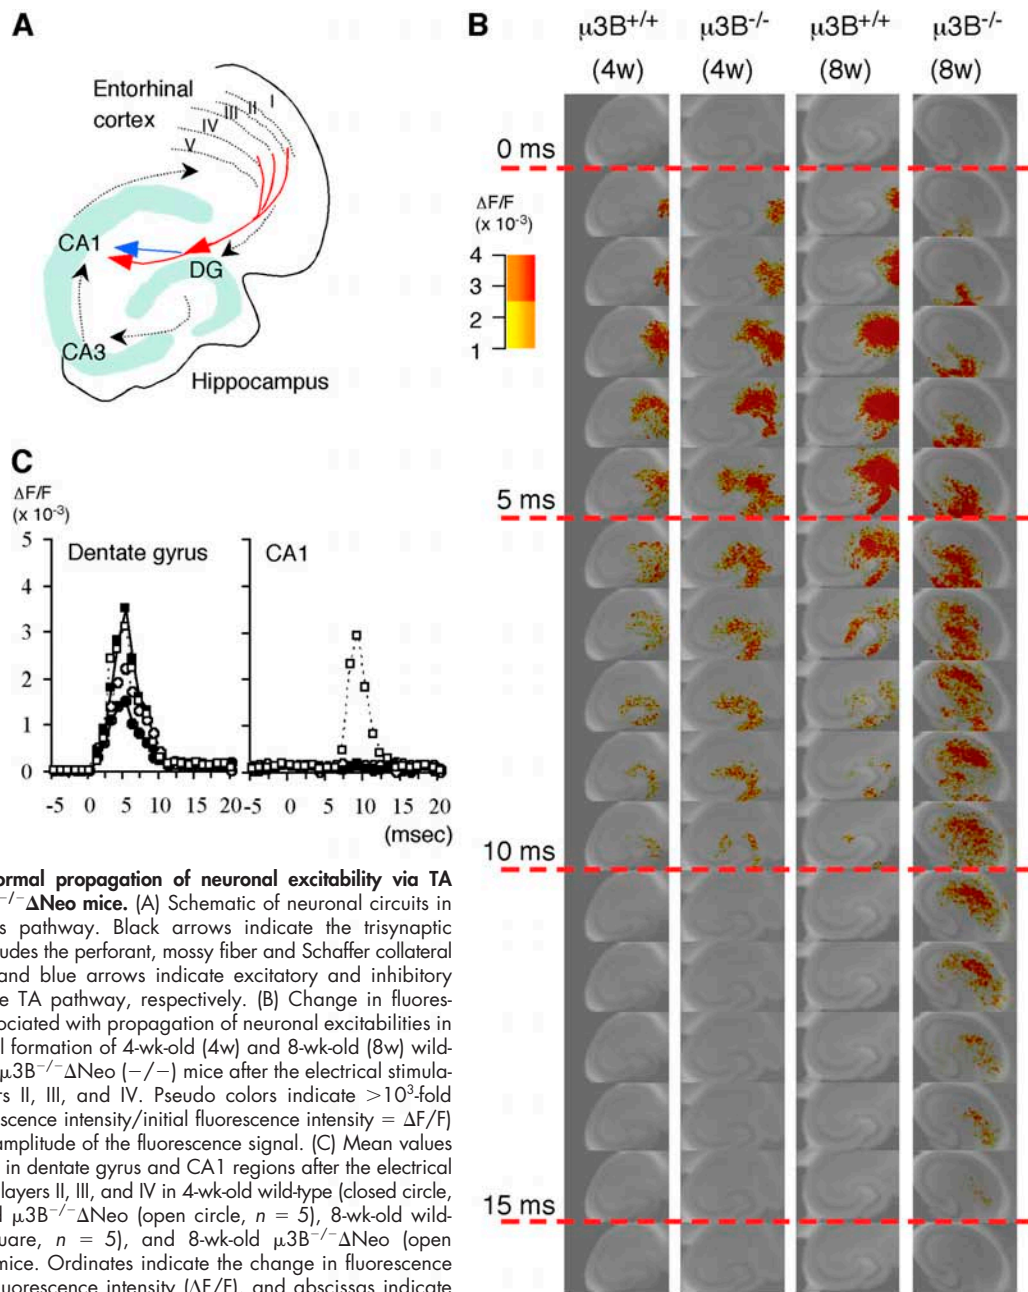 A
Entorhinal
cortex
I
II
III
IV
V
CA1
DG
CA3
Hippocampus
B
μ3B+/+ μ3B-/- μ3B+/+ μ3B-/-
(4w) (4w) (8w) (8w)
0 ms
ΔF/F
(x 10-3)
4
3
2
1
5 ms
10 ms
15 ms
C
ΔF/F
(x 10-3)
5
4
3
2
1
0
Dentate gyrus
CA1
-5 0 5 10 15 20 -5 0 5 10 15 20
(msec)
propagation of neuronal excitability via TA
−/−ΔNeo mice. (A) Schematic of neuronal circuits in
pathway. Black arrows indicate the trisynaptic
the perforant, mossy fiber and Schaffer collateral
and blue arrows indicate excitatory and inhibitory
TA pathway, respectively. (B) Change in fluores-
with propagation of neuronal excitabilities in
formation of 4-wk-old (4w) and 8-wk-old (8w) wild-
μ3B−/−ΔNeo (−/−) mice after the electrical stimula-
II, III, and IV. Pseudo colors indicate >103-fold
intensity/initial fluorescence intensity = ΔF/F)
amplitude of the fluorescence signal. (C) Mean values
in dentate gyrus and CA1 regions after the electrical
layers II, III, and IV in 4-wk-old wild-type (closed circle,
μ3B−/−ΔNeo (open circle, n = 5), 8-wk-old wild-
n = 5), and 8-wk-old μ3B−/−ΔNeo (open
mice. Ordinates indicate the change in fluorescence
intensity (ΔF/F), and abscissas indicate